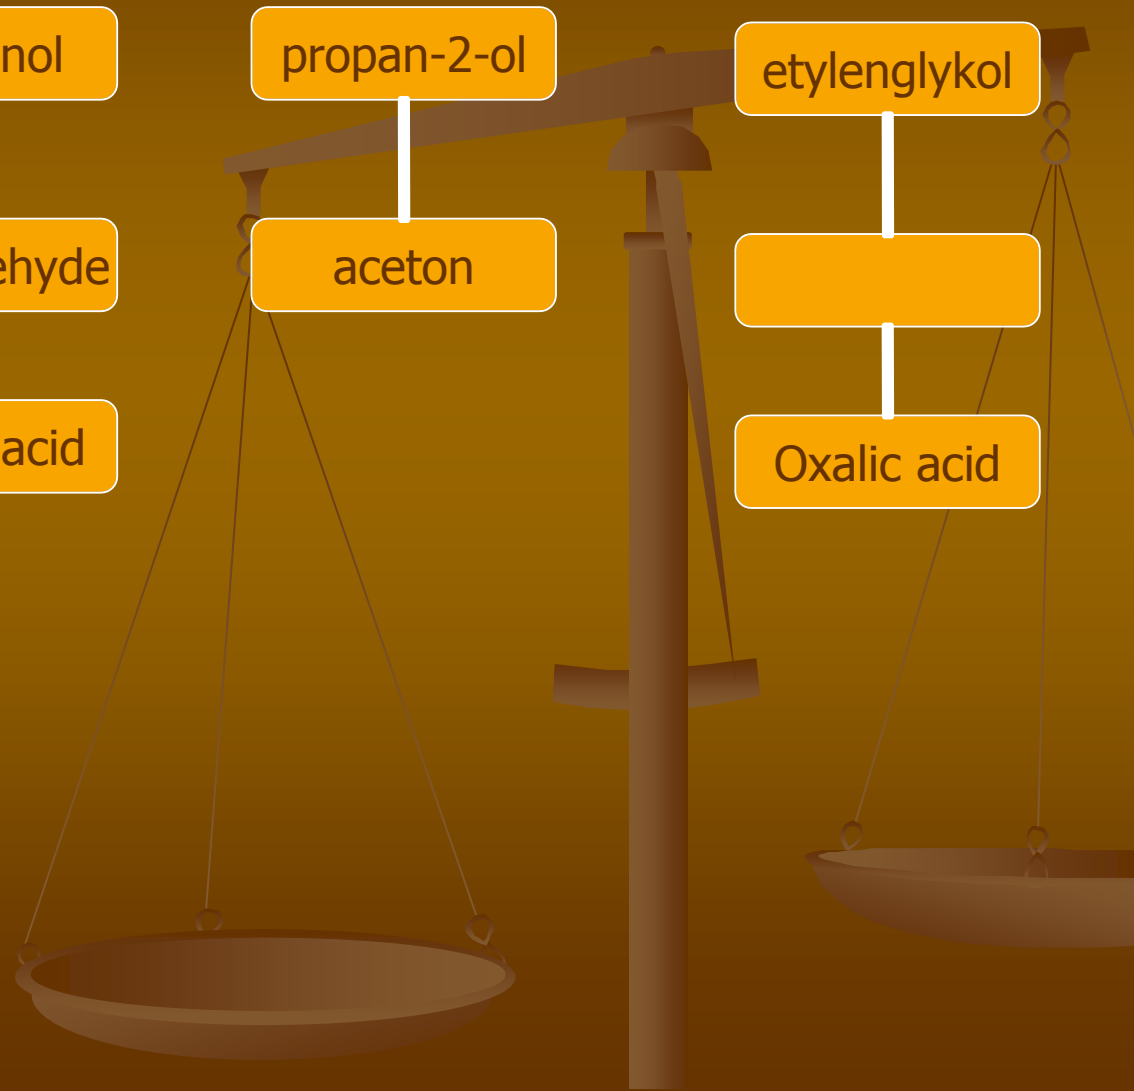 nol
propan-2-ol
etylenglykol
ehyde
aceton
acid
Oxalic acid